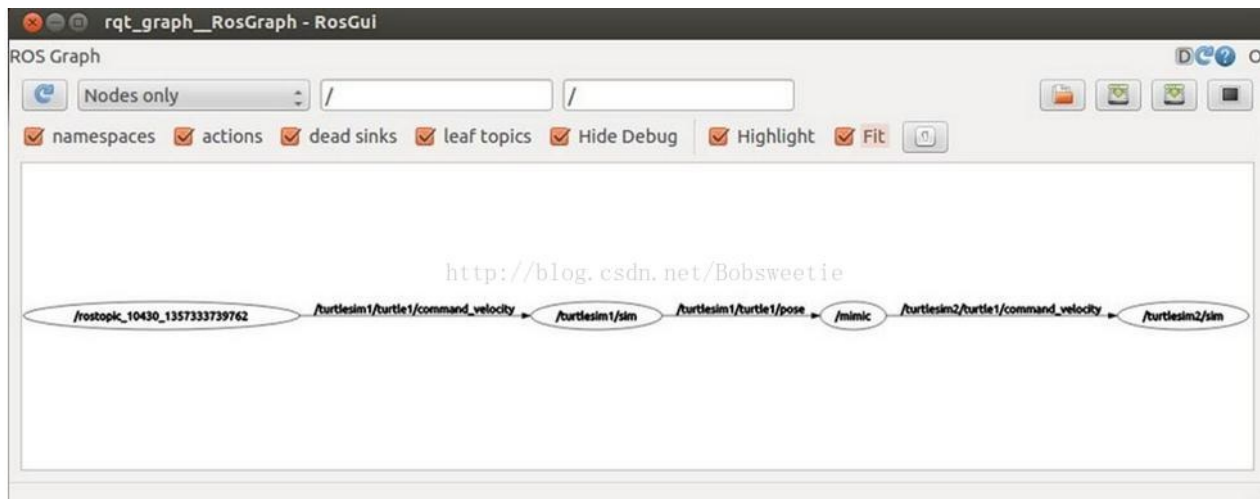 rqt_graph__RosGraph - RosGui
ROS Graph
D
?
O
Nodes only
/
/
namespaces
actions
dead sinks
leaf topics
Hide Debug
Highlight
Fit
http://blog.csdn.net/Bobsweetie
/rostopic_10430_1357333739762
/turtlesim1/turtle1/command_velocity
/turtlesim1/sim
/turtlesim1/turtle1/pose
/mimic
/turtlesim2/turtle1/command_velocity
/turtlesim2/sim